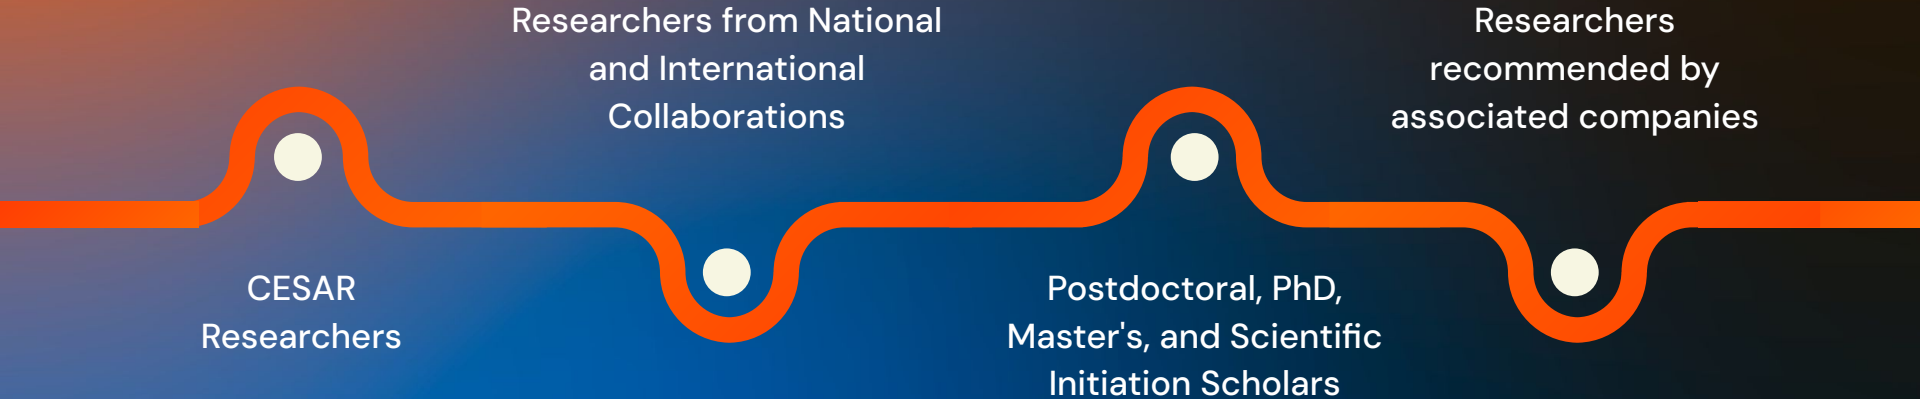 Researchers from National
and International
Collaborations
Researchers
recommended by
associated companies
CESAR
Researchers
Postdoctoral, PhD,
Master's, and Scientific
Initiation Scholars